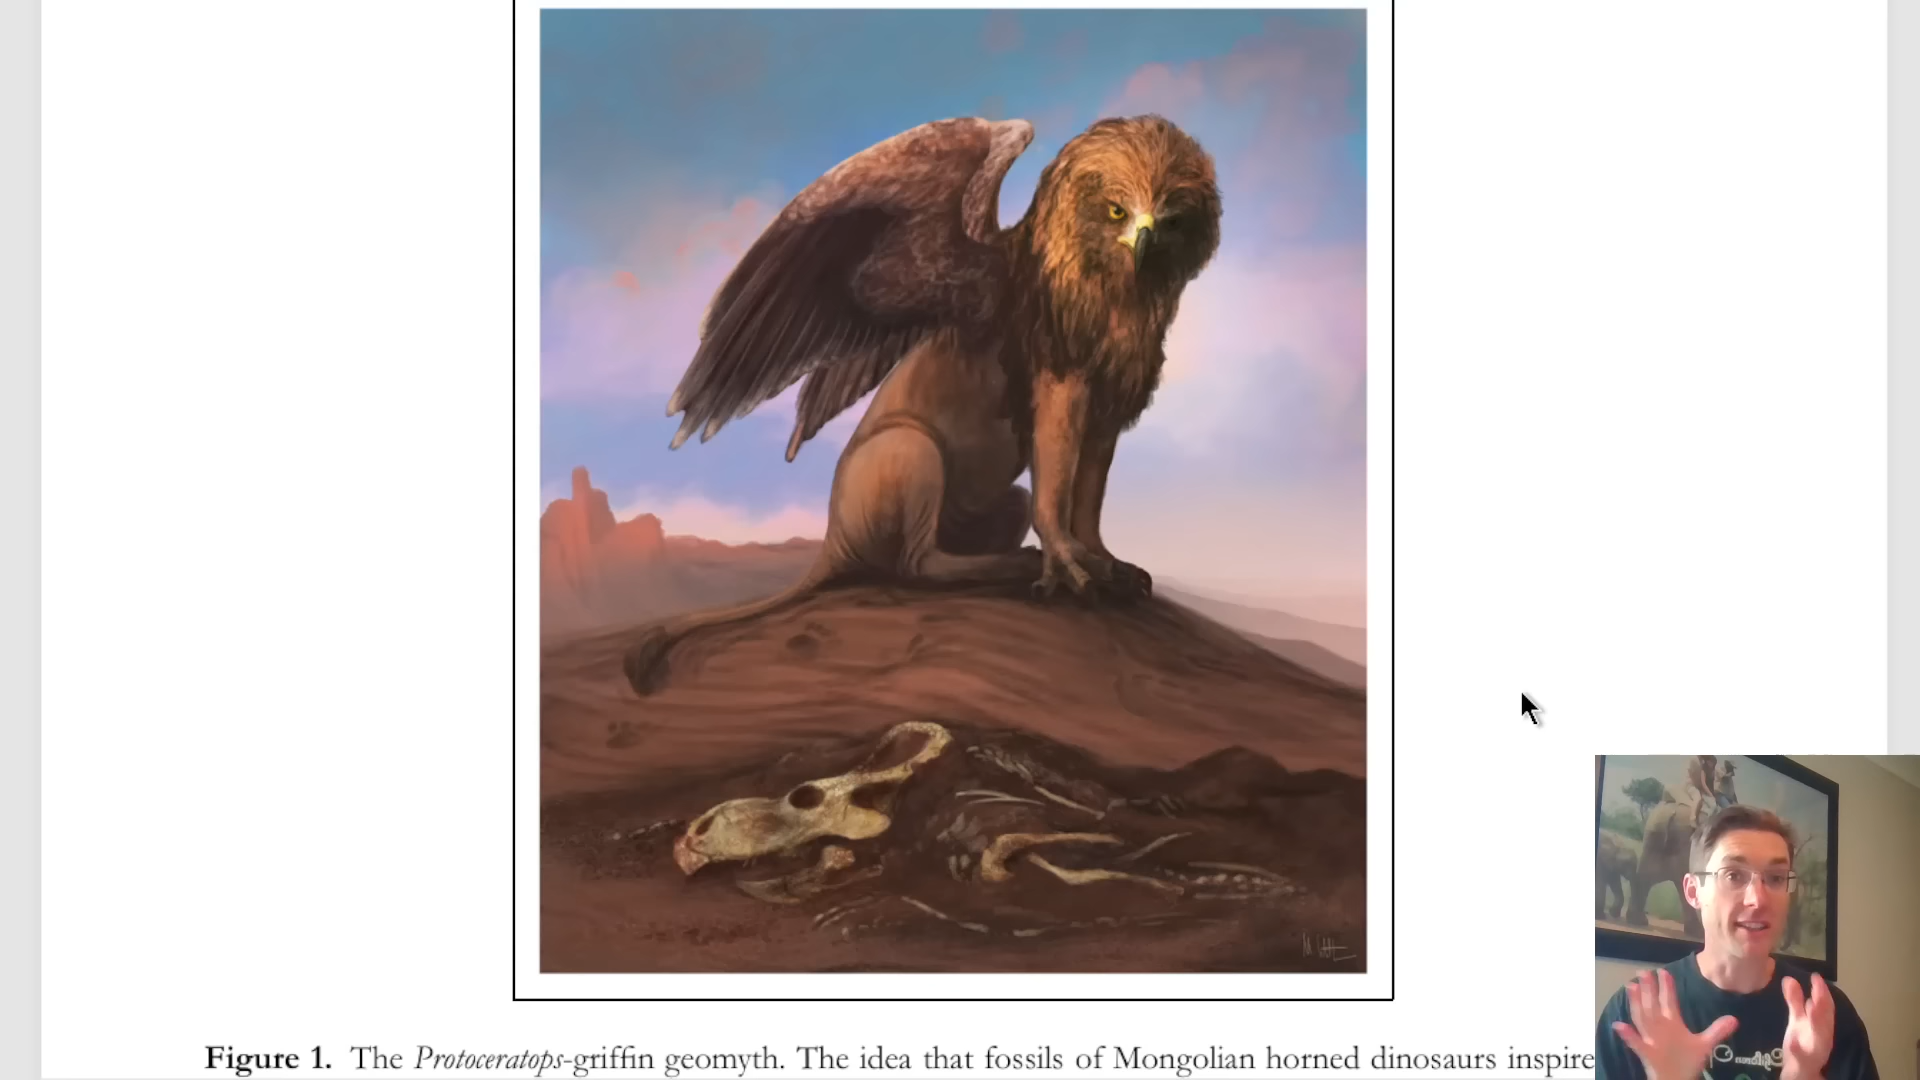 Figure 1. The Protoceratops-griffin geomyth. The idea that fossils of Mongolian horned dinosaurs inspire